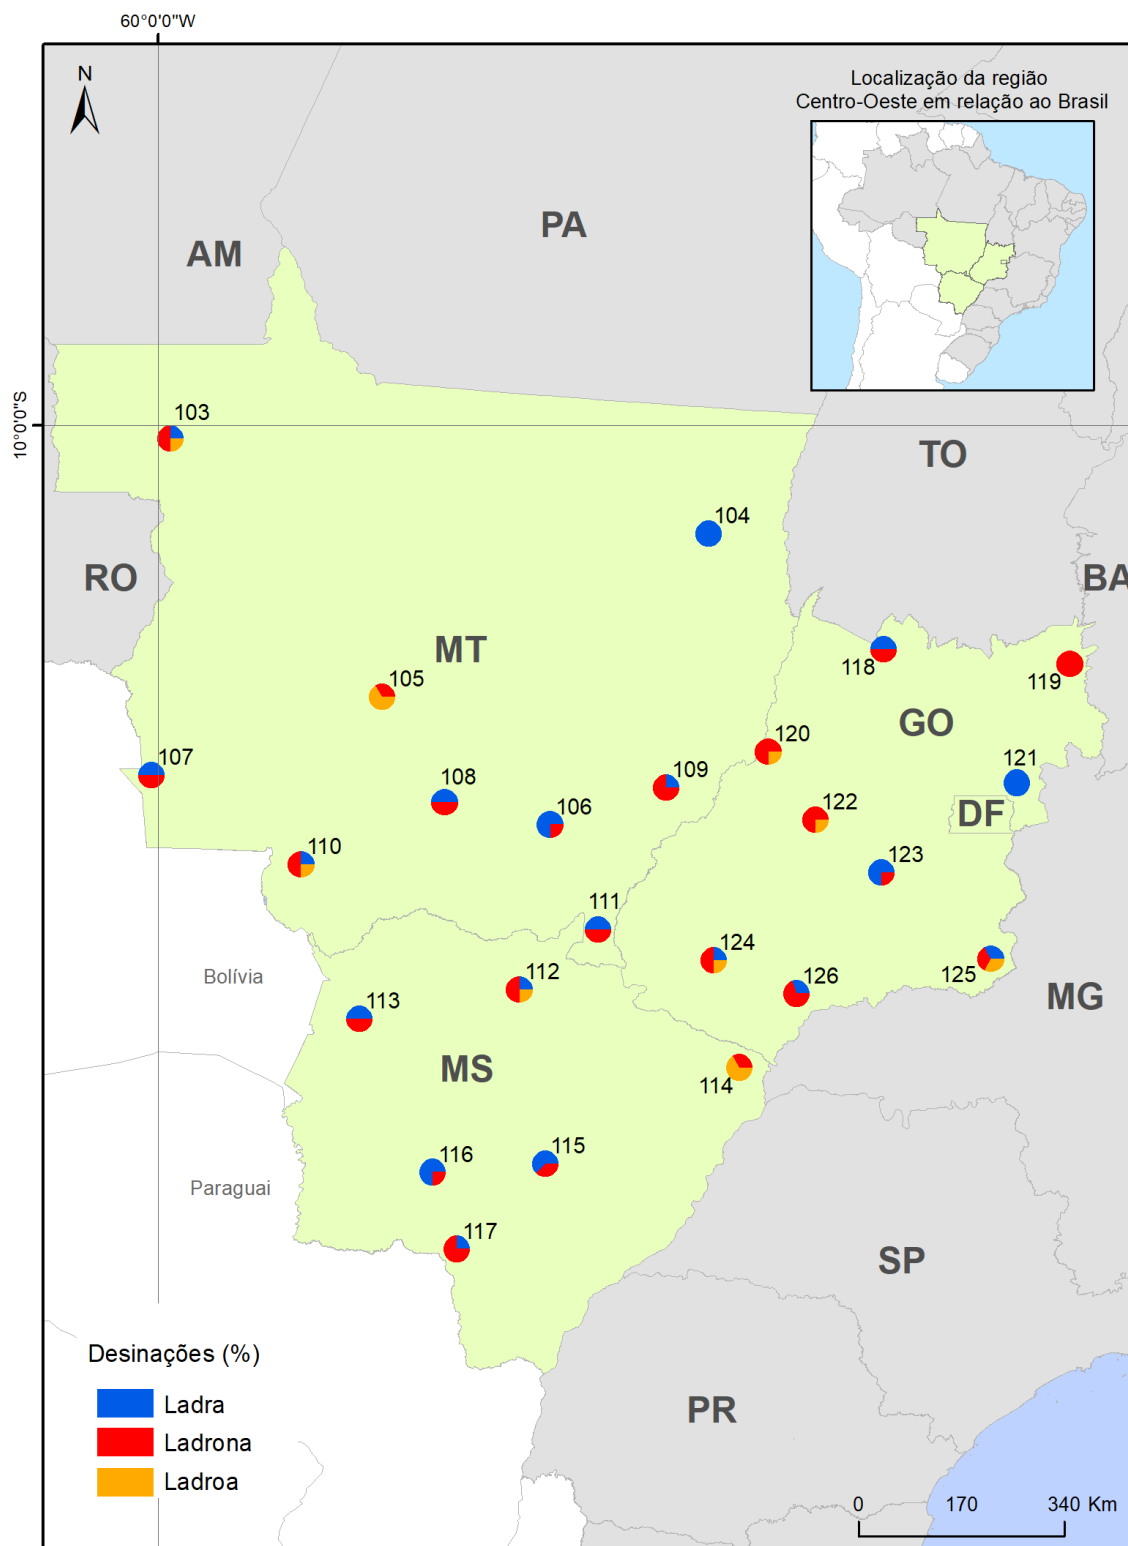 60°0'0"W
N
Localização da região
Centro-Oeste em relação ao Brasil
PA
AM
103
10°0'0"S
TO
104
RO
BA
MT
118
105
119
GO
120
107
121
109
108
106
DF
122
110
123
111
124
112
125
Bolívia
126
MG
113
MS
114
115
116
Paraguai
117
SP
Desinações (%)
Ladra
PR
Ladrona
Ladroa
0 170 340 Km